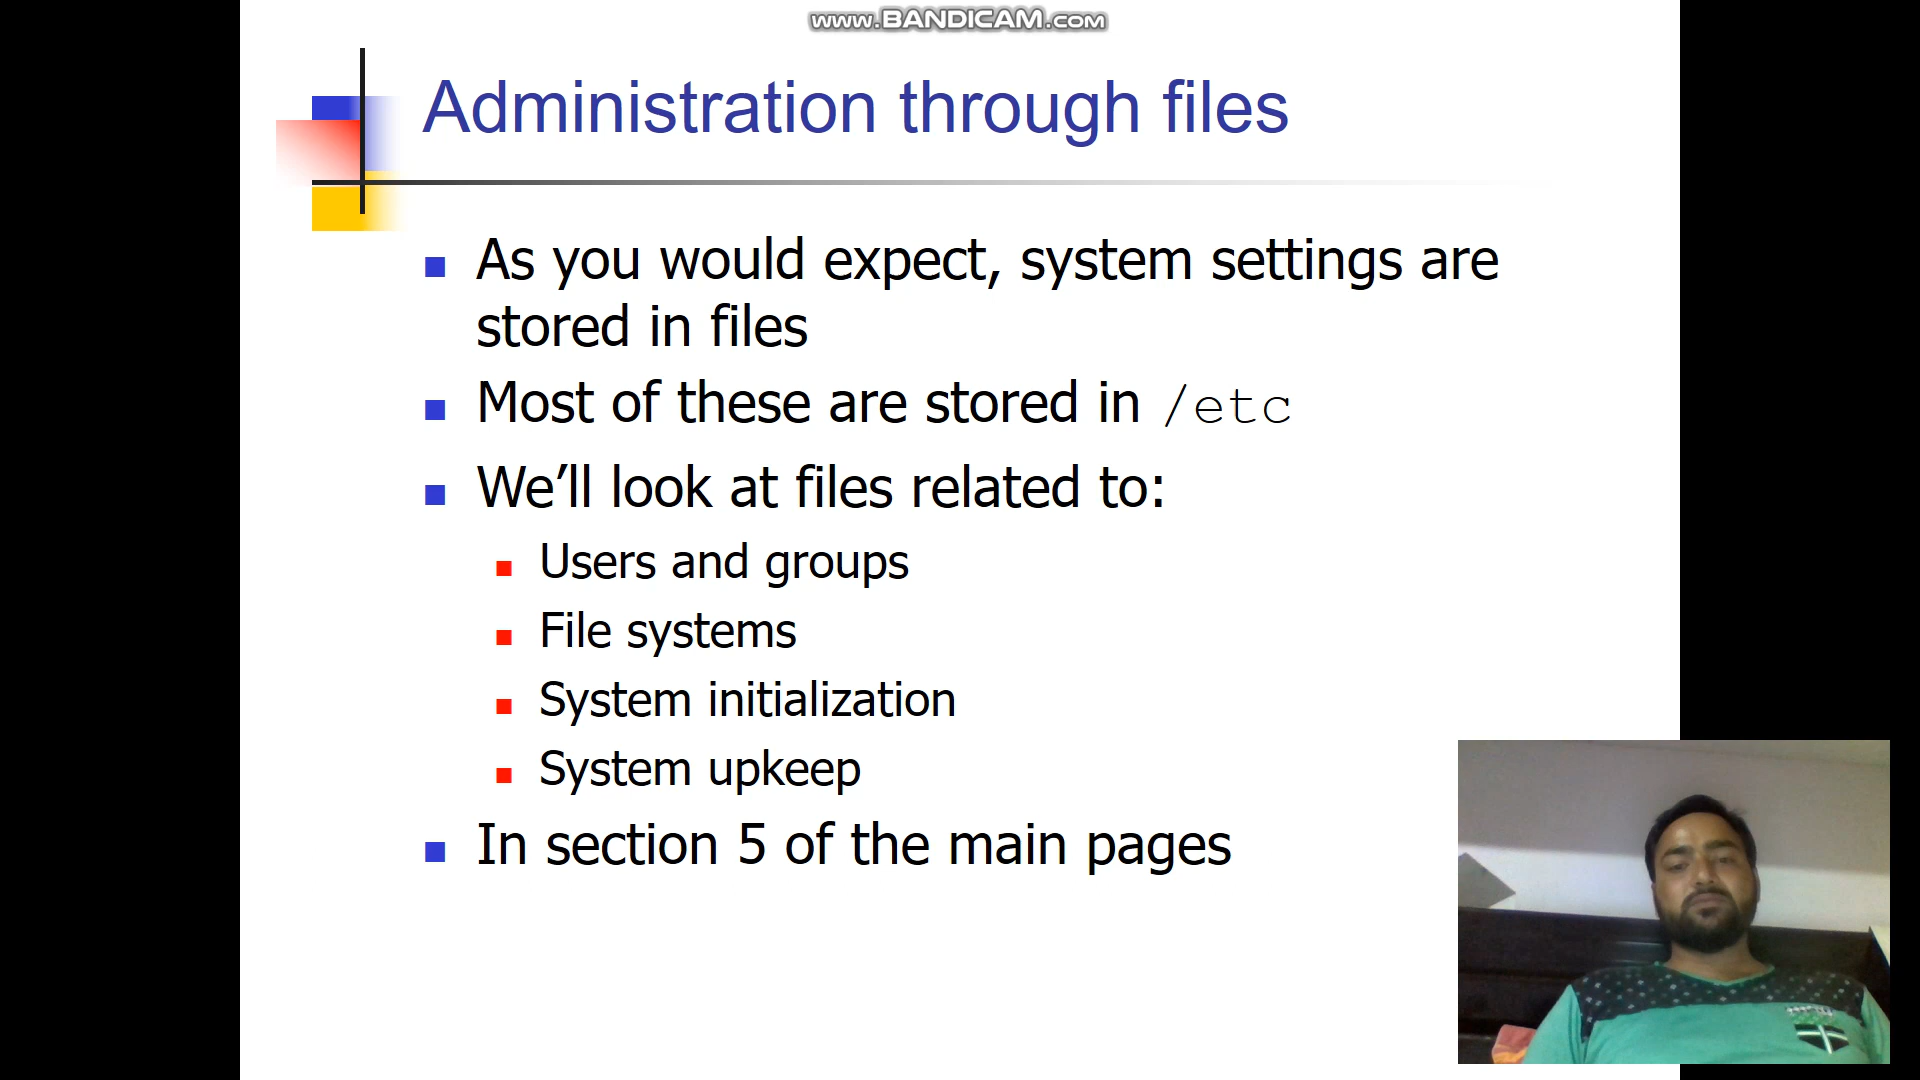 www.BANDICAM.com
Administration through files
As you would expect, system settings are
stored in files
Most of these are stored in /etc
We’ll look at files related to:
Users and groups
File systems
System initialization
System upkeep
In section 5 of the main pages